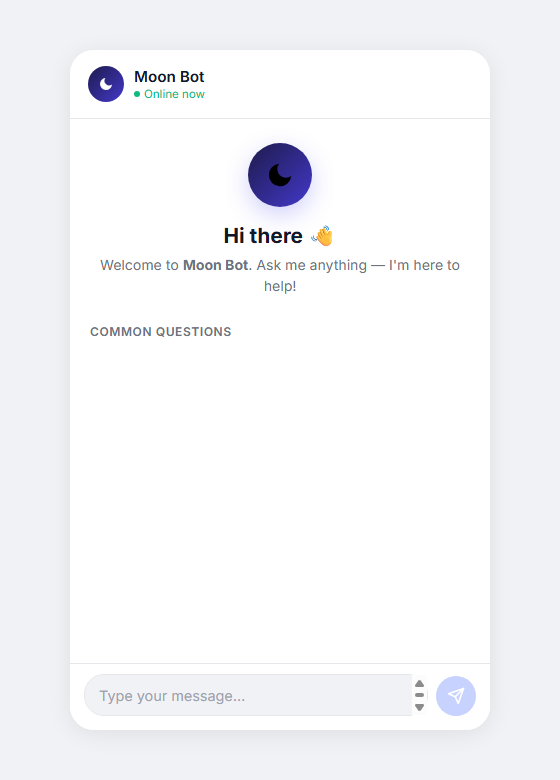 Moon Bot
Online now
Hi there 👋
Welcome to Moon Bot. Ask me anything — I'm here to
help!
COMMON QUESTIONS
Type your message...